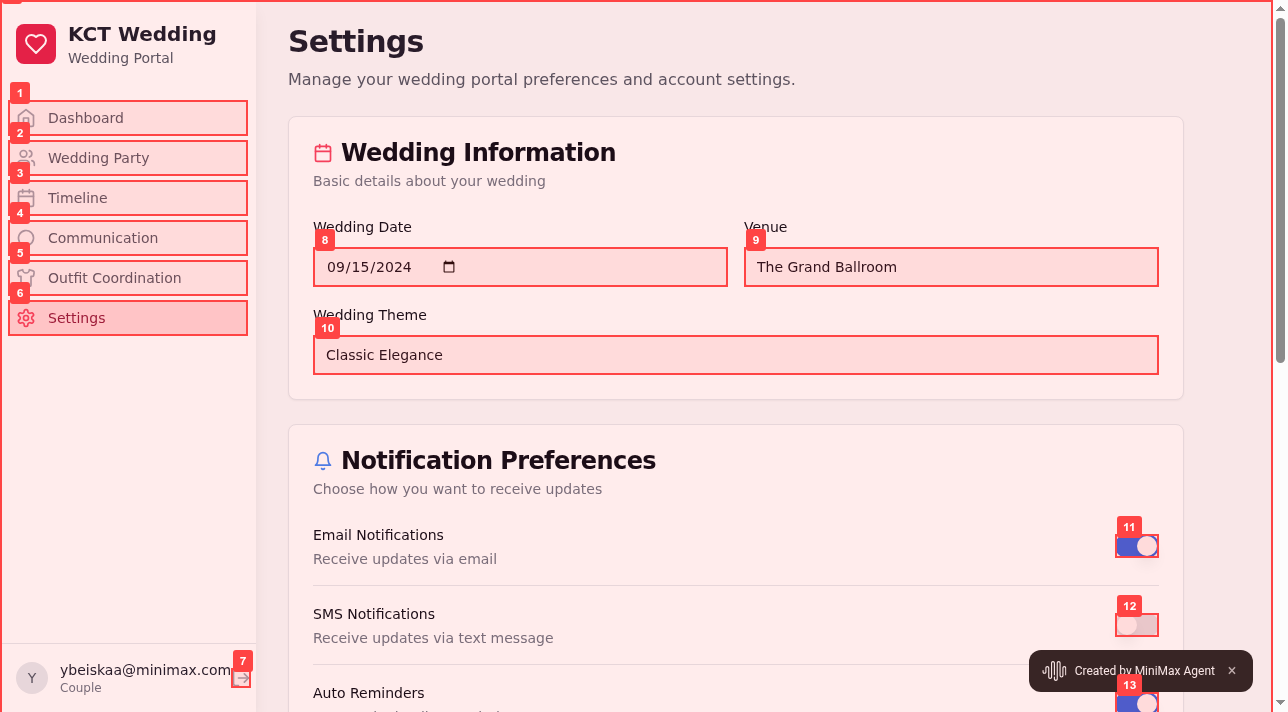 KCT Wedding
Wedding Portal
1
Dashboard
2
Wedding Party
3
Timeline
4
Communication
5
Outfit Coordination
6
Settings
ybeiskaa@minimax.com
Couple
7
Y
Settings
Manage your wedding portal preferences and account settings.
Wedding Information
Basic details about your wedding
Wedding Date
8
09/15/2024
Venue
9
The Grand Ballroom
Wedding Theme
10
Classic Elegance
Notification Preferences
Choose how you want to receive updates
Email Notifications
Receive updates via email
11
SMS Notifications
Receive updates via text message
12
Auto Reminders
13
Created by MiniMax Agent ×